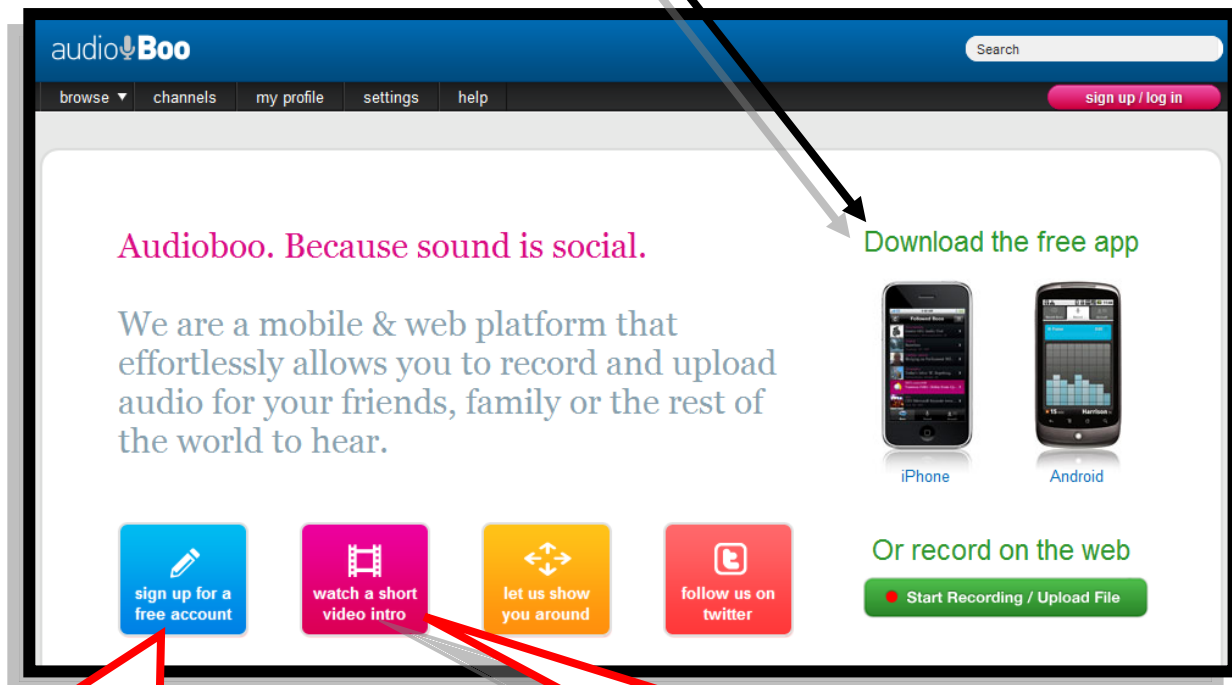 audioBoo
Search
browse ▼ channels my profile settings help
sign up / log in
Audioboo. Because sound is social.
Download the free app
We are a mobile & web platform that
effortlessly allows you to record and upload
audio for your friends, family or the rest of
the world to hear.
iPhone Android
Or record on the web
Start Recording / Upload File
sign up for a
free account
watch a short
video intro
let us show
you around
follow us on
twitter